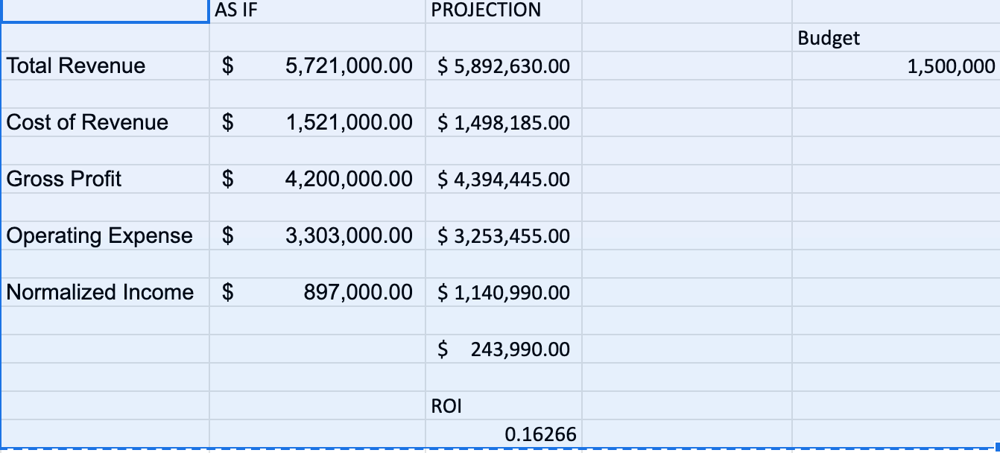 AS IF PROJECTION
Budget
Total Revenue $ 5,721,000.00 $ 5,892,630.00 1,500,000
Cost of Revenue $ 1,521,000.00 $ 1,498,185.00
Gross Profit $ 4,200,000.00 $ 4,394,445.00
Operating Expense $ 3,303,000.00 $ 3,253,455.00
Normalized Income $ 897,000.00 $ 1,140,990.00
$ 243,990.00
ROI
0.16266